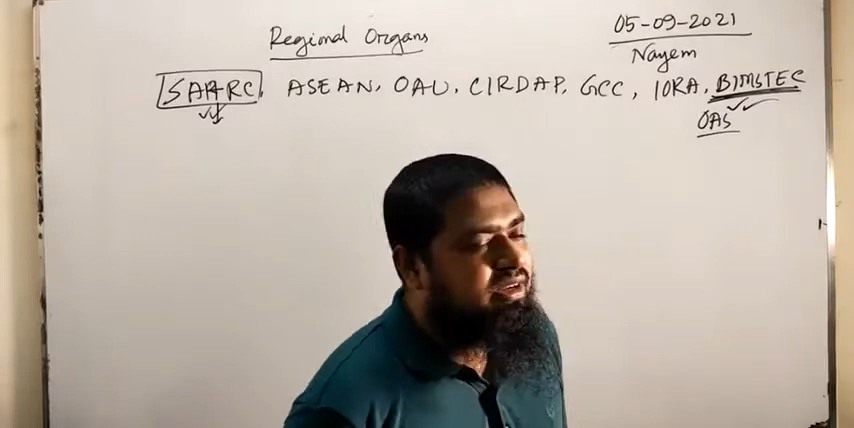 Regional Organs
05-09-2021
Nayem
SAARC, ASEAN, OAU, CIRDAP, GCC, IORA, BIMSTEC
OAS